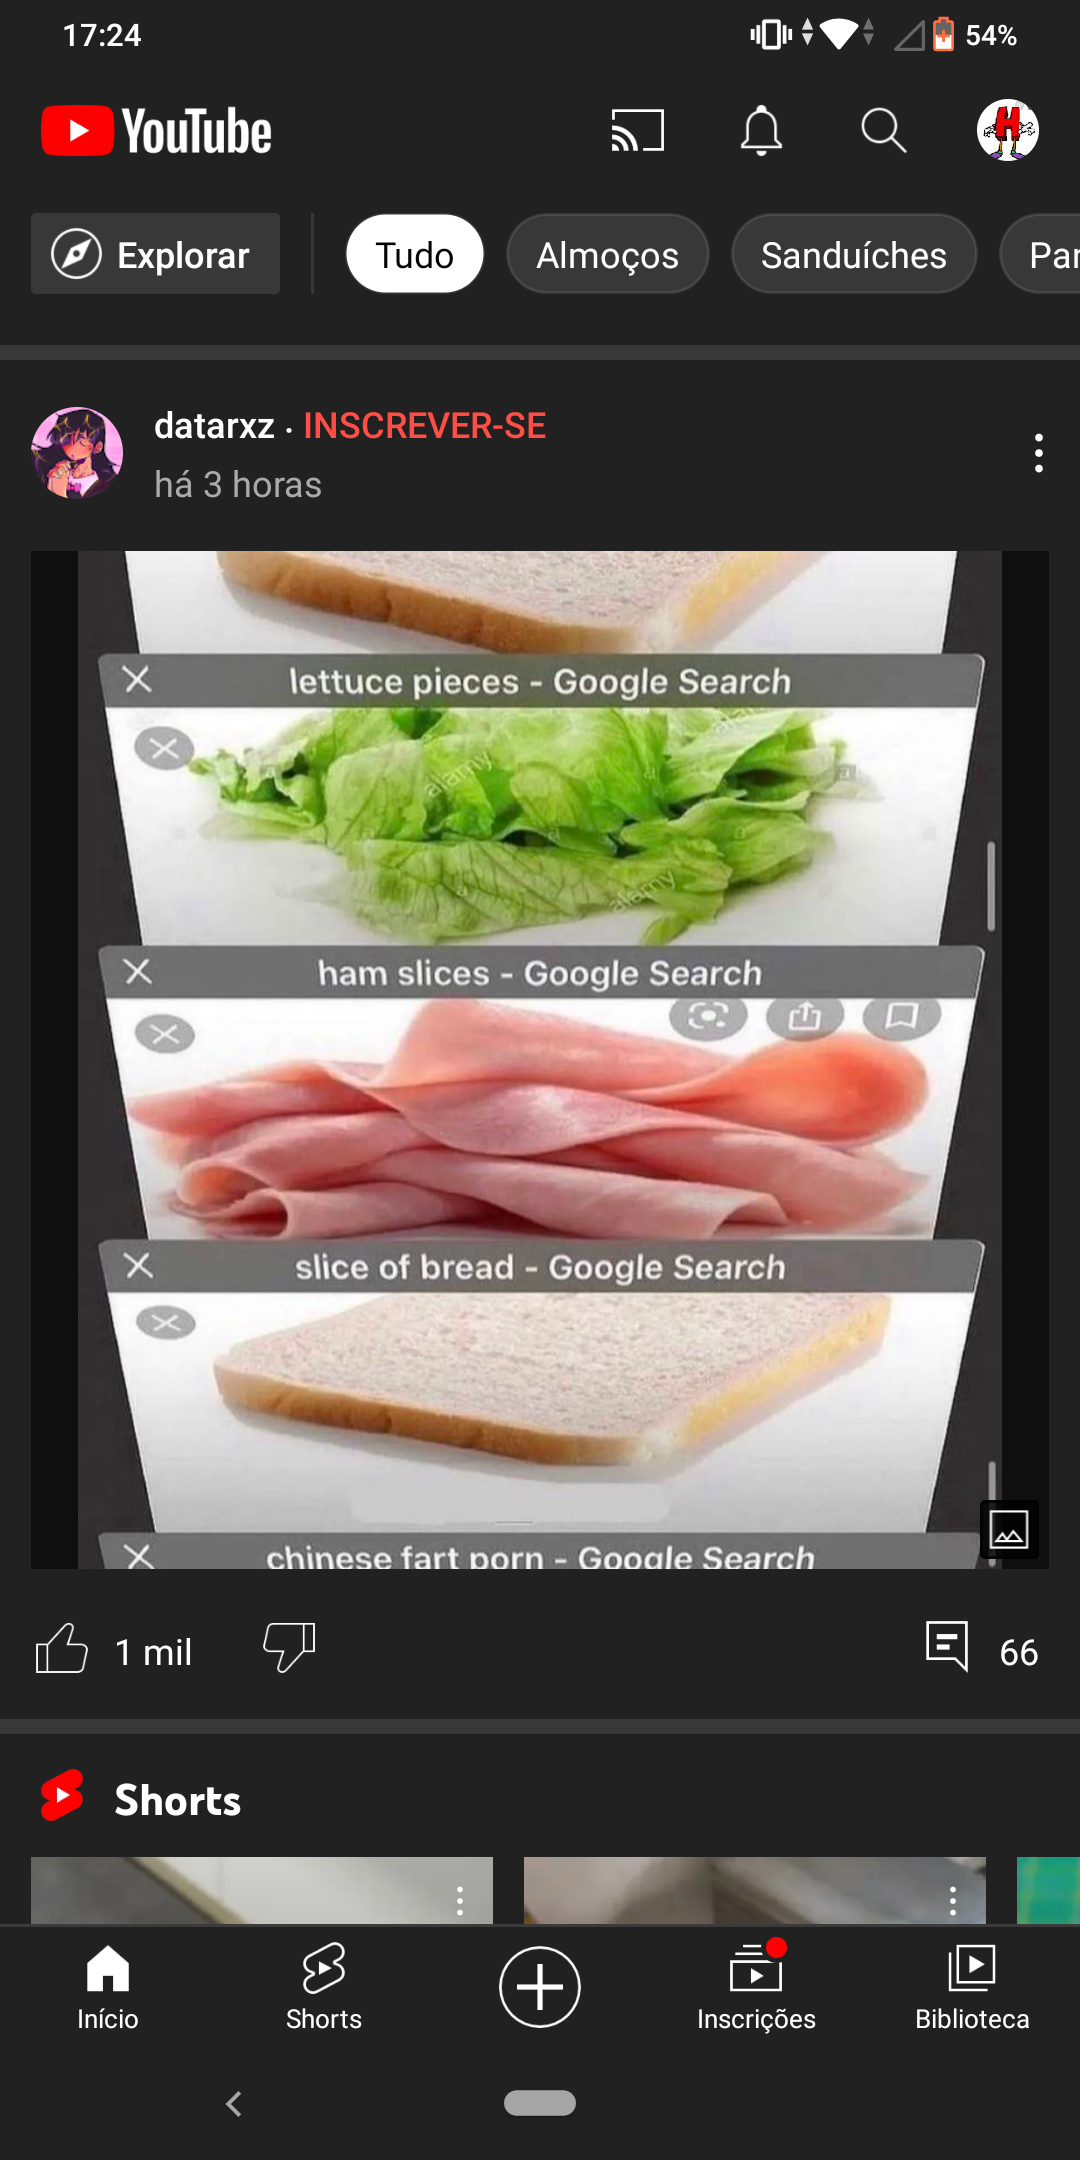 17:24
54%
YouTube
Explorar
Tudo
Almoços
Sanduíches
datarxz · INSCREVER-SE
há 3 horas
lettuce pieces - Google Search
alamy
alamy
ham slices - Google Search
slice of bread - Google Search
chinese fart porn - Google Search
1 mil
66
Shorts
Início
Shorts
Inscrições
Biblioteca